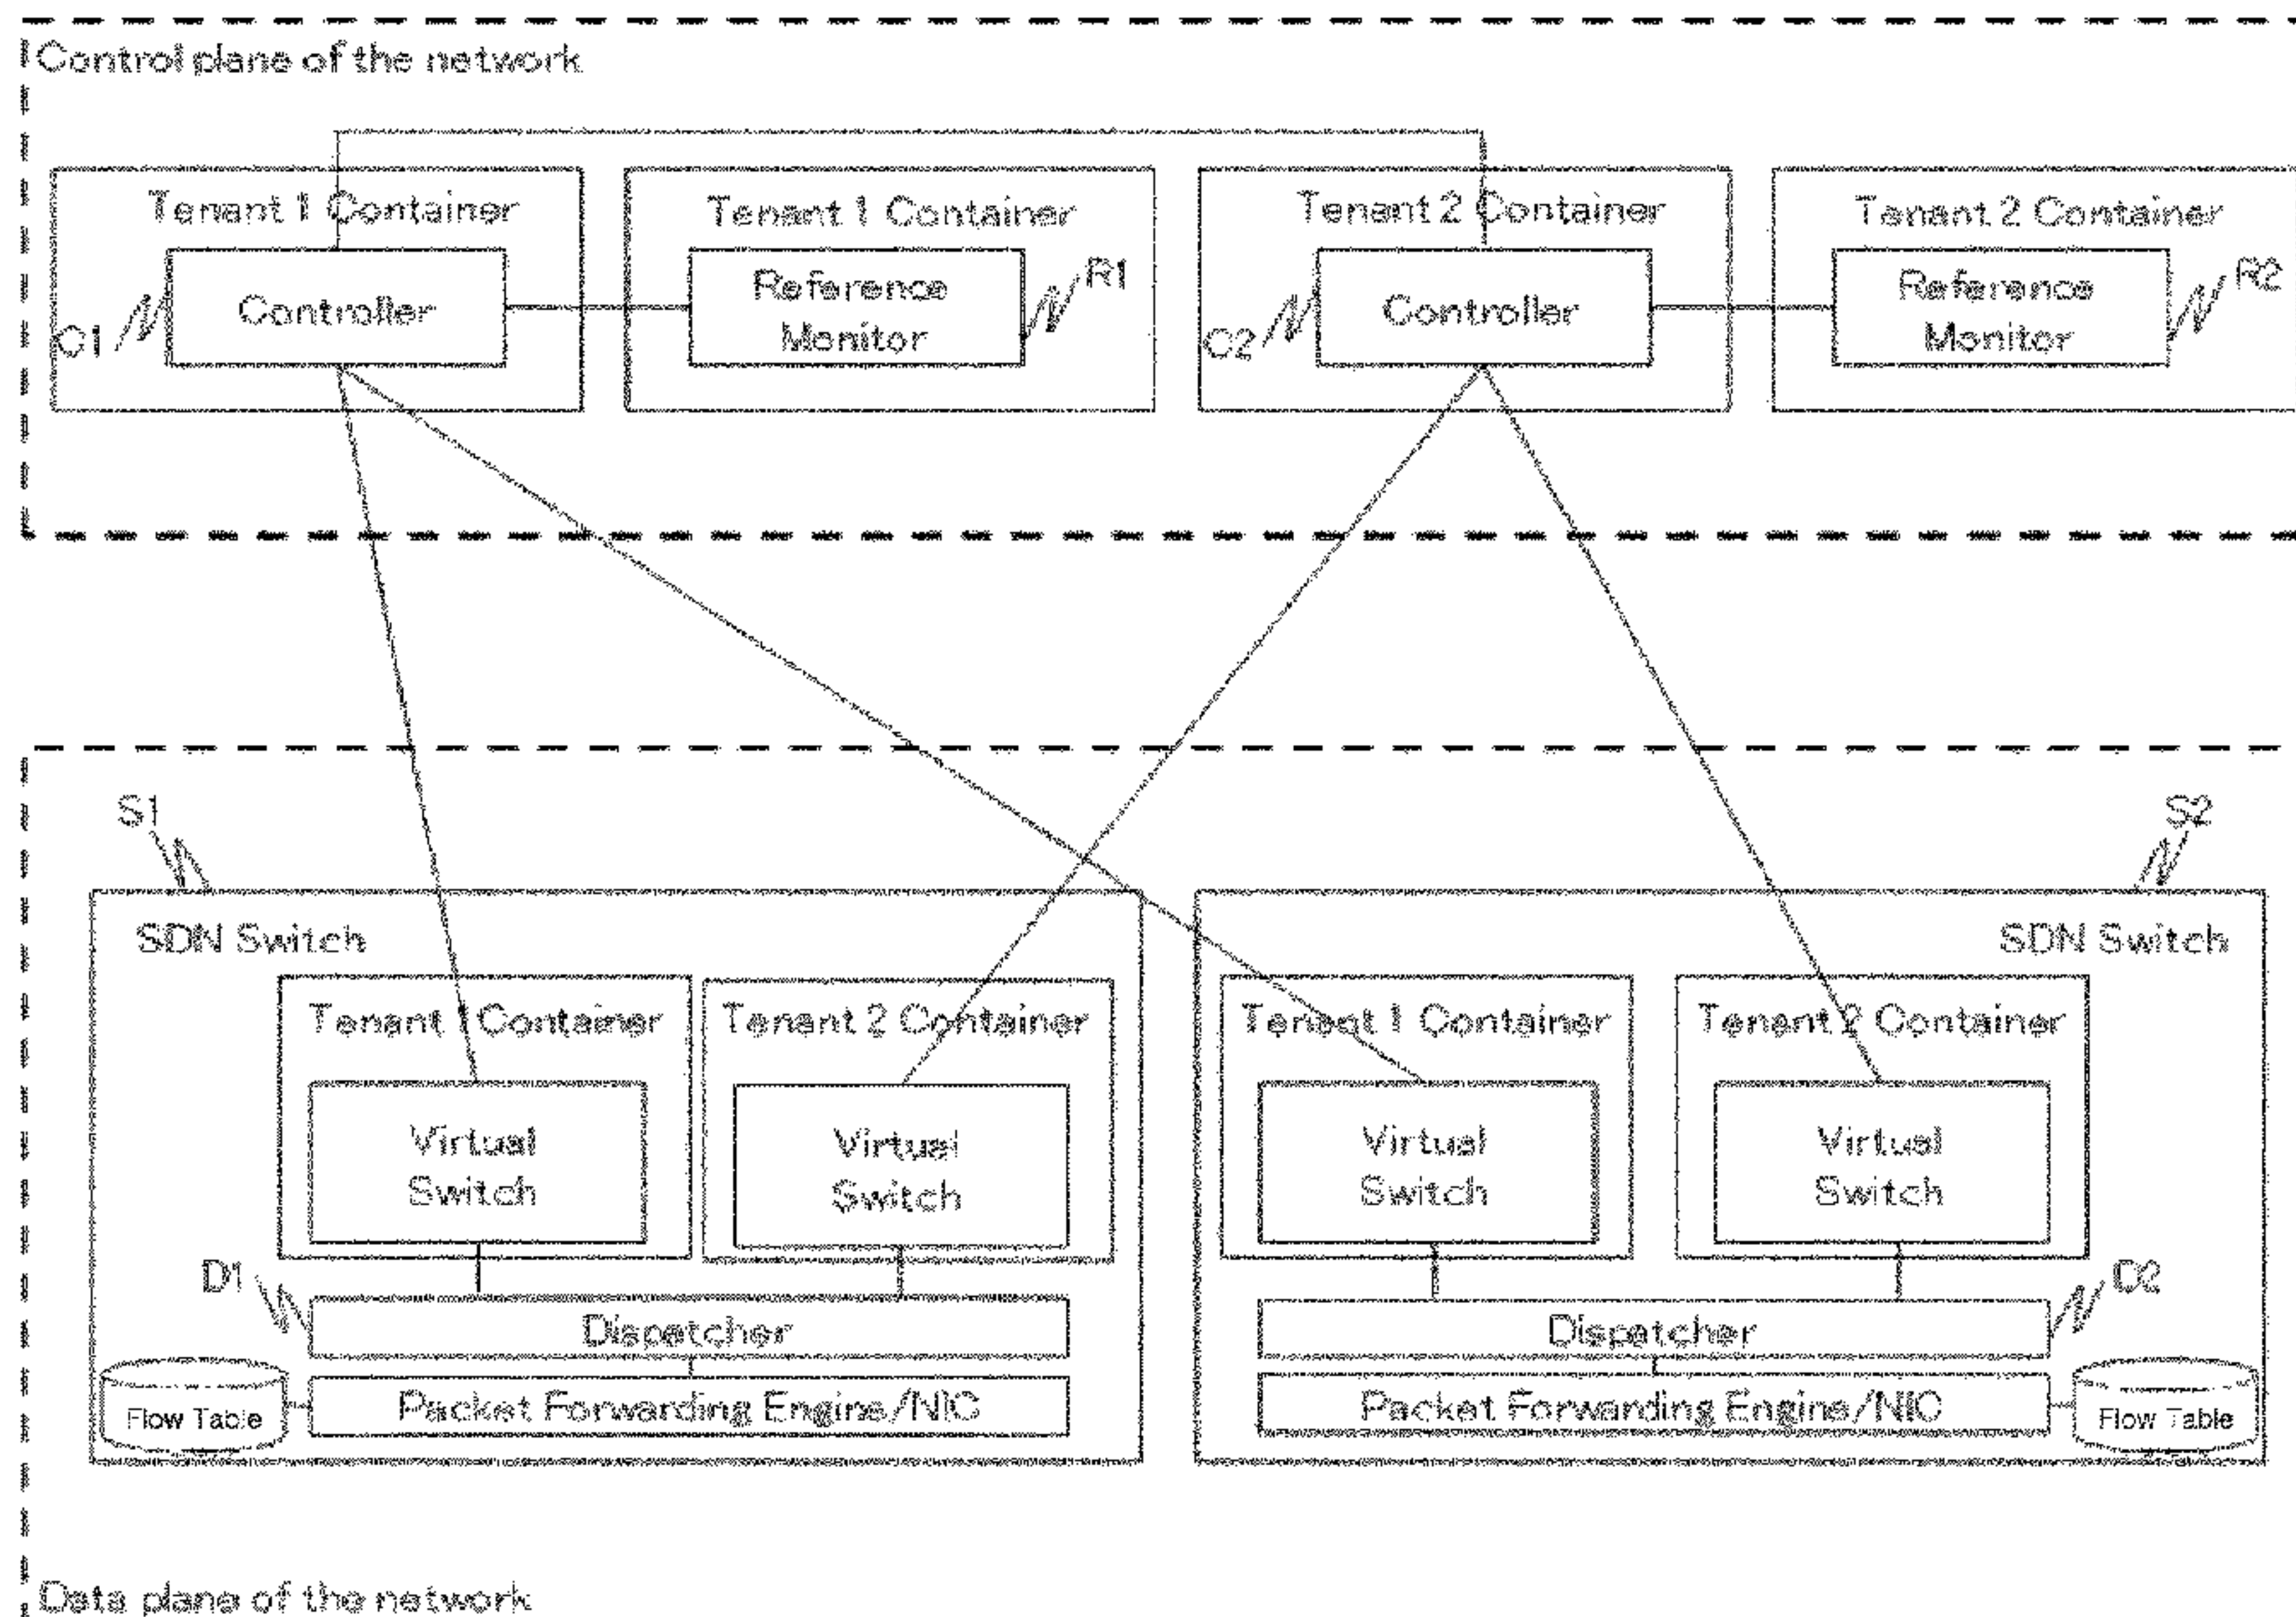 Control plane of the network
Tenant 1 Container
Tenant 1 Container
Tenant 2 Container
Tenant 2 Container
Controller
C1
Reference
Monitor
R1
Controller
C2
Reference
Monitor
R2
S1
S2
SDN Switch
SDN Switch
Tenant 1 Container
Tenant 2 Container
Tenant 1 Container
Tenant 2 Container
Virtual
Switch
Virtual
Switch
Virtual
Switch
Virtual
Switch
D1
D2
Dispatcher
Dispatcher
Flow Table
Packet Forwarding Engine/NIC
Packet Forwarding Engine/NIC
Flow Table
Data plane of the network